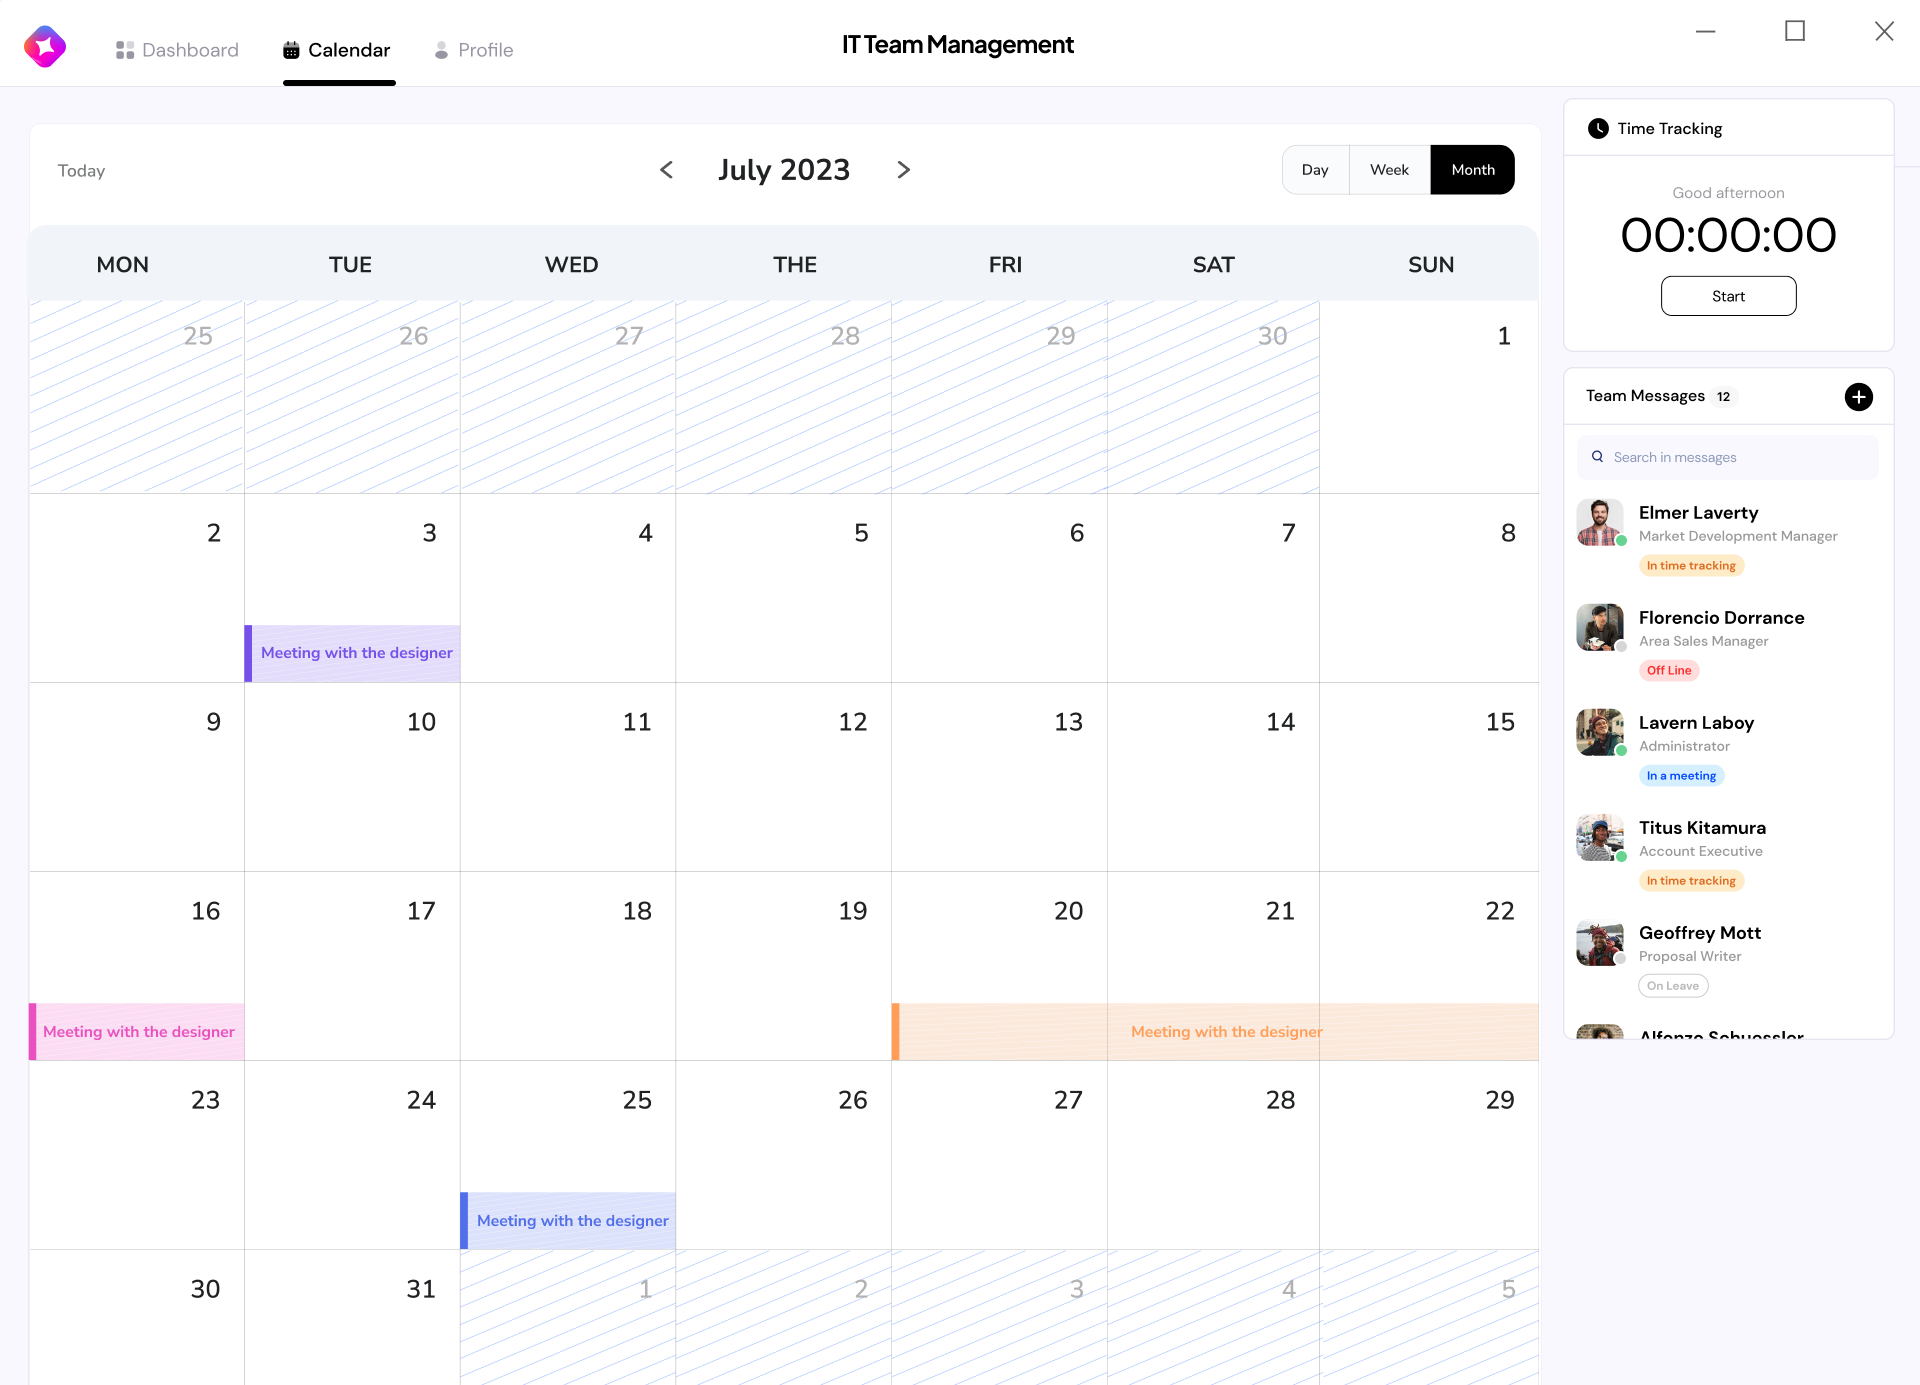 Dashboard
Calendar
Profile
IT Team Management
Today
July 2023
Day
Week
Month
MON
TUE
WED
THE
FRI
SAT
SUN
25
26
27
28
29
30
1
2
3
4
5
6
7
8
Meeting with the designer
9
10
11
12
13
14
15
16
17
18
19
20
21
22
Meeting with the designer
Meeting with the designer
23
24
25
26
27
28
29
Meeting with the designer
30
31
1
2
3
4
5
Time Tracking
Good afternoon
00:00:00
Start
Team Messages 12
Search in messages
Elmer Laverty
Market Development Manager
In time tracking
Florencio Dorrance
Area Sales Manager
Off Line
Lavern Laboy
Administrator
In a meeting
Titus Kitamura
Account Executive
In time tracking
Geoffrey Mott
Proposal Writer
On Leave
Alfonzo Schuessler